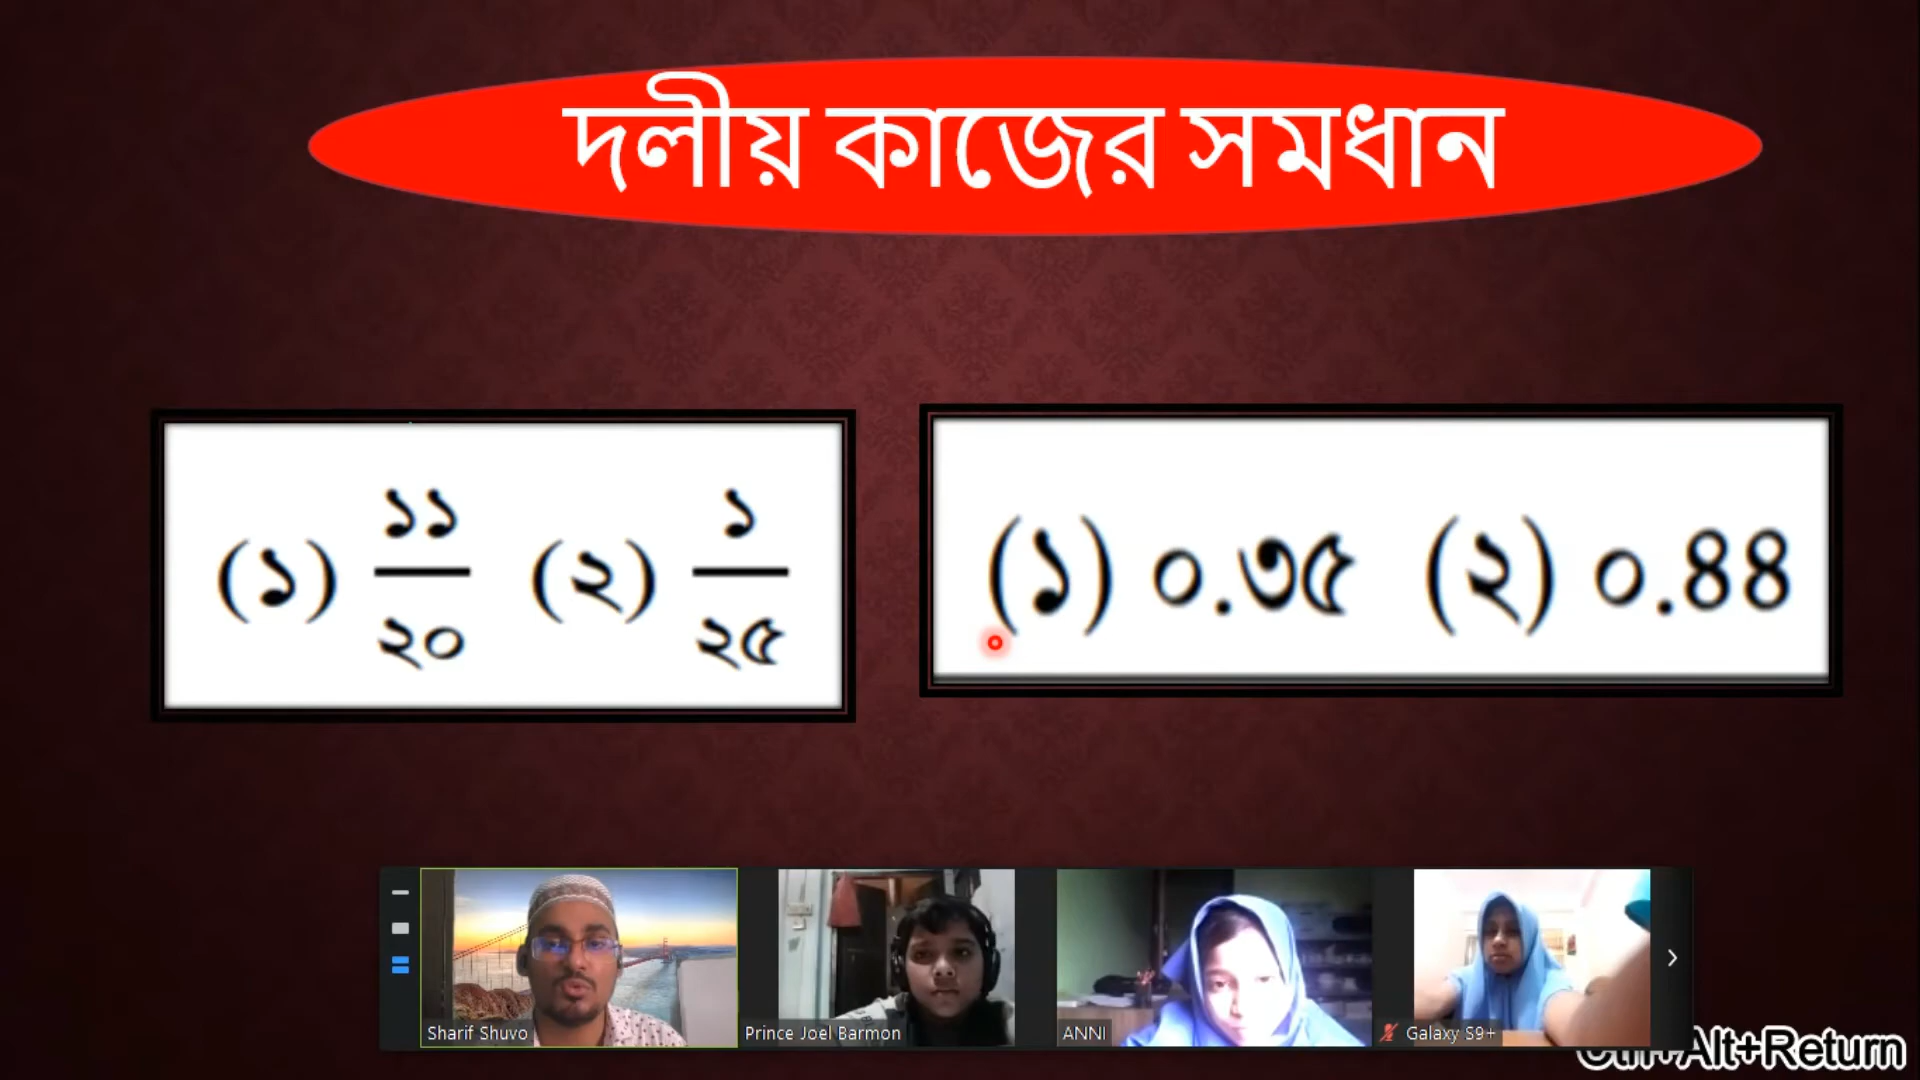 দলীয় কাজের সমধান
(১) ১১/২০ (২) ১/২৫
(১) ০.৩৫ (২) ০.৪৪
Sharif Shuvo
Prince Joel Barmon
ANNI
Galaxy S9+
Ctrl+Alt+Return